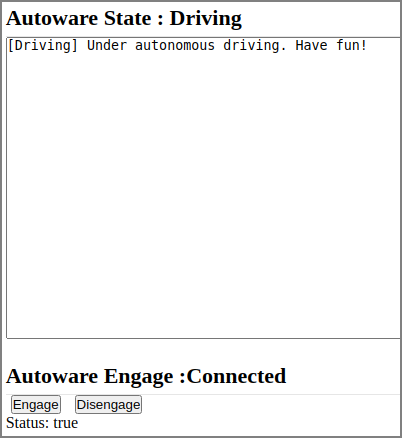 Autoware State : Driving
[Driving] Under autonomous driving. Have fun!
Autoware Engage :Connected
Engage Disengage
Status: true